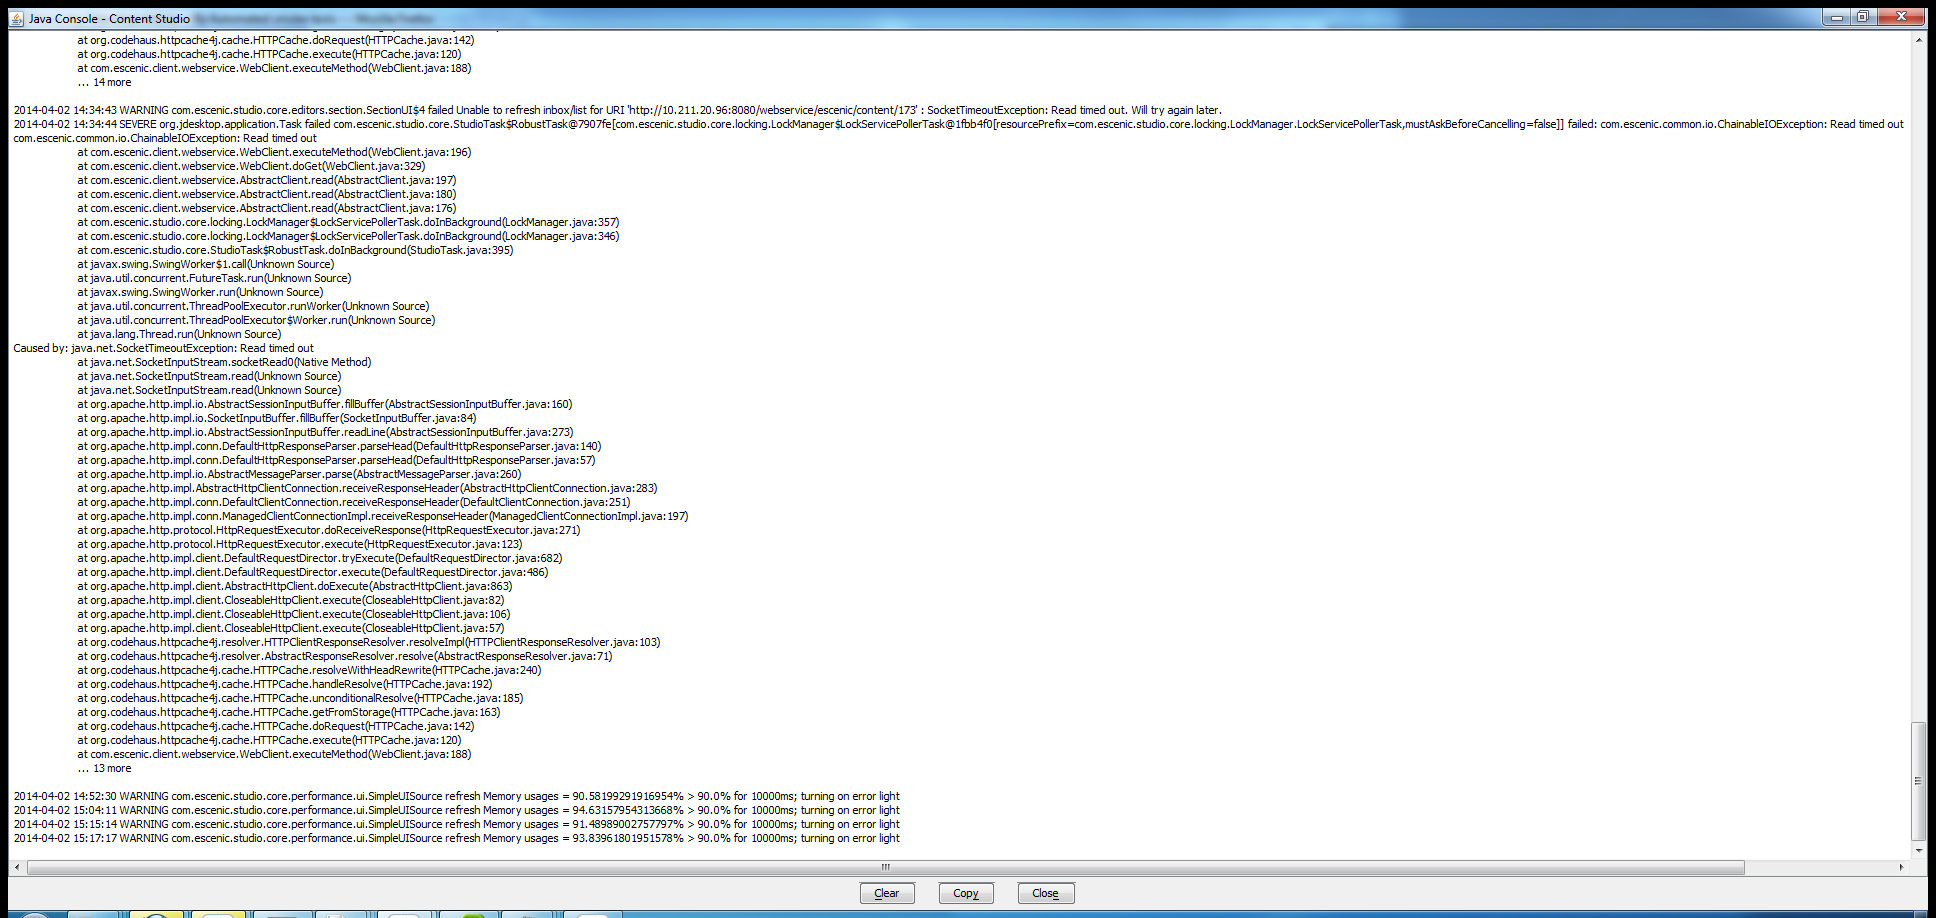 Java Console - Content Studio
at org.codehaus.httpcache4j.cache.HTTPCache.doRequest(HTTPCache.java:142)
at org.codehaus.httpcache4j.cache.HTTPCache.execute(HTTPCache.java:120)
at com.escenic.client.webservice.WebClient.executeMethod(WebClient.java:188)
... 14 more
2014-04-02 14:34:43 WARNING com.escenic.studio.core.editors.section.SectionUI$4 failed Unable to refresh inbox/list for URI 'http://10.211.20.96:8080/webservice/escenic/content/173' : SocketTimeoutException: Read timed out. Will try again later.
2014-04-02 14:34:44 SEVERE org.jdesktop.application.Task failed com.escenic.studio.core.StudioTask$RobustTask@7907fe[com.escenic.studio.core.locking.LockManager$LockServicePollerTask@1fbb4f0[resourcePrefix=com.escenic.studio.core.locking.LockManager.LockServicePollerTask,mustAskBeforeCancelling=false]] failed: com.escenic.common.io.ChainableIOException: Read timed out
com.escenic.common.io.ChainableIOException: Read timed out
at com.escenic.client.webservice.WebClient.executeMethod(WebClient.java:196)
at com.escenic.client.webservice.WebClient.doGet(WebClient.java:329)
at com.escenic.client.webservice.AbstractClient.read(AbstractClient.java:197)
at com.escenic.client.webservice.AbstractClient.read(AbstractClient.java:180)
at com.escenic.client.webservice.AbstractClient.read(AbstractClient.java:176)
at com.escenic.studio.core.locking.LockManager$LockServicePollerTask.doInBackground(LockManager.java:357)
at com.escenic.studio.core.locking.LockManager$LockServicePollerTask.doInBackground(LockManager.java:346)
at com.escenic.studio.core.StudioTask$RobustTask.doInBackground(StudioTask.java:395)
at javax.swing.SwingWorker$1.call(Unknown Source)
at java.util.concurrent.FutureTask.run(Unknown Source)
at javax.swing.SwingWorker.run(Unknown Source)
at java.util.concurrent.ThreadPoolExecutor.runWorker(Unknown Source)
at java.util.concurrent.ThreadPoolExecutor$Worker.run(Unknown Source)
at java.lang.Thread.run(Unknown Source)
Caused by: java.net.SocketTimeoutException: Read timed out
at java.net.SocketInputStream.socketRead0(Native Method)
at java.net.SocketInputStream.read(Unknown Source)
at java.net.SocketInputStream.read(Unknown Source)
at org.apache.http.impl.io.AbstractSessionInputBuffer.fillBuffer(AbstractSessionInputBuffer.java:160)
at org.apache.http.impl.io.SocketInputBuffer.fillBuffer(SocketInputBuffer.java:84)
at org.apache.http.impl.io.AbstractSessionInputBuffer.readLine(AbstractSessionInputBuffer.java:273)
at org.apache.http.impl.conn.DefaultHttpResponseParser.parseHead(DefaultHttpResponseParser.java:140)
at org.apache.http.impl.conn.DefaultHttpResponseParser.parseHead(DefaultHttpResponseParser.java:57)
at org.apache.http.impl.io.AbstractMessageParser.parse(AbstractMessageParser.java:260)
at org.apache.http.impl.AbstractHttpClientConnection.receiveResponseHeader(AbstractHttpClientConnection.java:283)
at org.apache.http.impl.conn.DefaultClientConnection.receiveResponseHeader(DefaultClientConnection.java:251)
at org.apache.http.impl.conn.ManagedClientConnectionImpl.receiveResponseHeader(ManagedClientConnectionImpl.java:197)
at org.apache.http.protocol.HttpRequestExecutor.doReceiveResponse(HttpRequestExecutor.java:271)
at org.apache.http.protocol.HttpRequestExecutor.execute(HttpRequestExecutor.java:123)
at org.apache.http.impl.client.DefaultRequestDirector.tryExecute(DefaultRequestDirector.java:682)
at org.apache.http.impl.client.DefaultRequestDirector.execute(DefaultRequestDirector.java:486)
at org.apache.http.impl.client.AbstractHttpClient.doExecute(AbstractHttpClient.java:863)
at org.apache.http.impl.client.CloseableHttpClient.execute(CloseableHttpClient.java:82)
at org.apache.http.impl.client.CloseableHttpClient.execute(CloseableHttpClient.java:106)
at org.apache.http.impl.client.CloseableHttpClient.execute(CloseableHttpClient.java:57)
at org.codehaus.httpcache4j.resolver.HTTPClientResponseResolver.resolveImpl(HTTPClientResponseResolver.java:103)
at org.codehaus.httpcache4j.resolver.AbstractResponseResolver.resolve(AbstractResponseResolver.java:71)
at org.codehaus.httpcache4j.cache.HTTPCache.resolveWithHeadRewrite(HTTPCache.java:240)
at org.codehaus.httpcache4j.cache.HTTPCache.handleResolve(HTTPCache.java:192)
at org.codehaus.httpcache4j.cache.HTTPCache.unconditionalResolve(HTTPCache.java:185)
at org.codehaus.httpcache4j.cache.HTTPCache.getFromStorage(HTTPCache.java:163)
at org.codehaus.httpcache4j.cache.HTTPCache.doRequest(HTTPCache.java:142)
at org.codehaus.httpcache4j.cache.HTTPCache.execute(HTTPCache.java:120)
at com.escenic.client.webservice.WebClient.executeMethod(WebClient.java:188)
... 13 more
2014-04-02 14:52:30 WARNING com.escenic.studio.core.performance.ui.SimpleUISource refresh Memory usages = 90.58199291916954% > 90.0% for 10000ms; turning on error light
2014-04-02 15:04:11 WARNING com.escenic.studio.core.performance.ui.SimpleUISource refresh Memory usages = 94.63157954313668% > 90.0% for 10000ms; turning on error light
2014-04-02 15:15:14 WARNING com.escenic.studio.core.performance.ui.SimpleUISource refresh Memory usages = 91.48989002757797% > 90.0% for 10000ms; turning on error light
2014-04-02 15:17:17 WARNING com.escenic.studio.core.performance.ui.SimpleUISource refresh Memory usages = 93.83961801951578% > 90.0% for 10000ms; turning on error light
Clear Copy Close